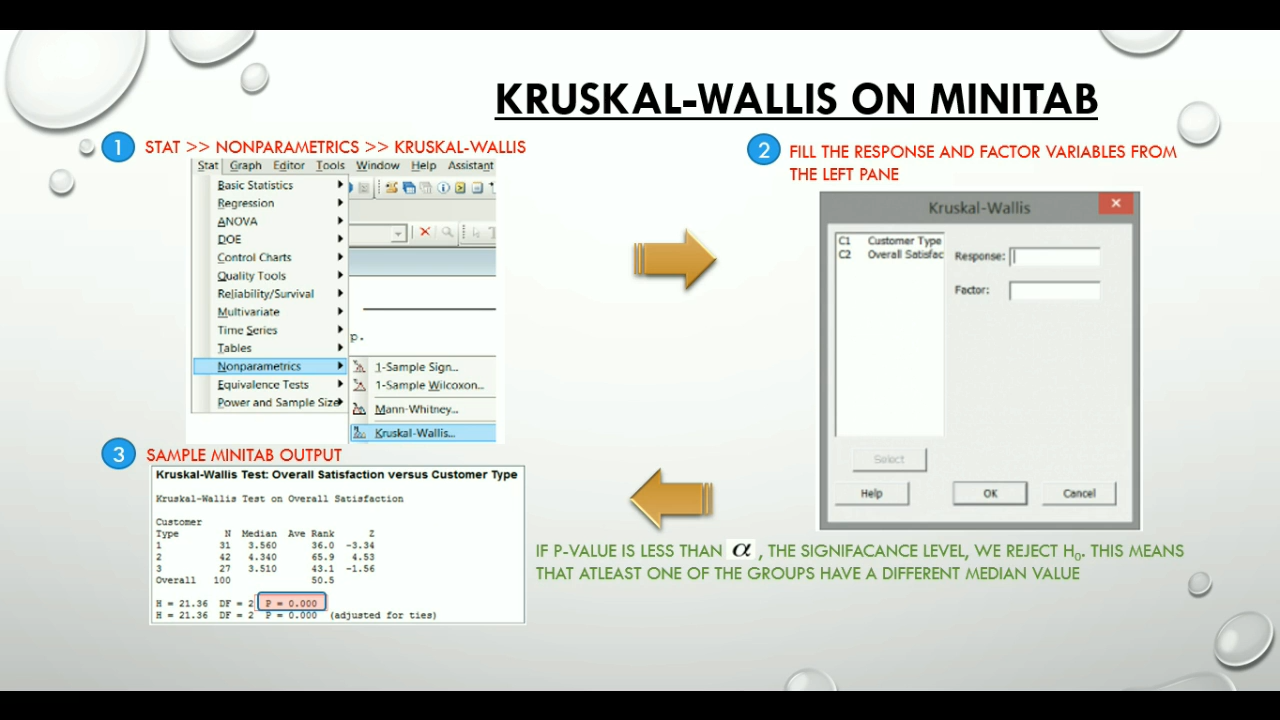 KRUSKAL-WALLIS ON MINITAB
1 STAT >> NONPARAMETRICS >> KRUSKAL-WALLIS
Stat Graph Editor Tools Window Help Assistant
Basic Statistics
Regression
ANOVA
DOE
Control Charts
Quality Tools
Reliability/Survival
Multivariate
Time Series
p.
Tables
Nonparametrics
1-Sample Sign...
Equivalence Tests
1-Sample Wilcoxon...
Power and Sample Size
Mann-Whitney...
Kruskal-Wallis...
2 FILL THE RESPONSE AND FACTOR VARIABLES FROM
THE LEFT PANE
Kruskal-Wallis
C1 Customer Type
C2 Overall Satisfac
Response:
Factor:
Select
Help OK Cancel
3 SAMPLE MINITAB OUTPUT
Kruskal-Wallis Test: Overall Satisfaction versus Customer Type
Kruskal-Wallis Test on Overall Satisfaction
Customer
Type N Median Ave Rank Z
1 31 3.560 36.0 -3.34
2 42 4.340 65.9 4.53
3 27 3.510 43.1 -1.56
Overall 100 50.5
H = 21.36 DF = 2 P = 0.000
H = 21.36 DF = 2 P = 0.000 (adjusted for ties)
IF P-VALUE IS LESS THAN α , THE SIGNIFACANCE LEVEL, WE REJECT H0. THIS MEANS
THAT ATLEAST ONE OF THE GROUPS HAVE A DIFFERENT MEDIAN VALUE